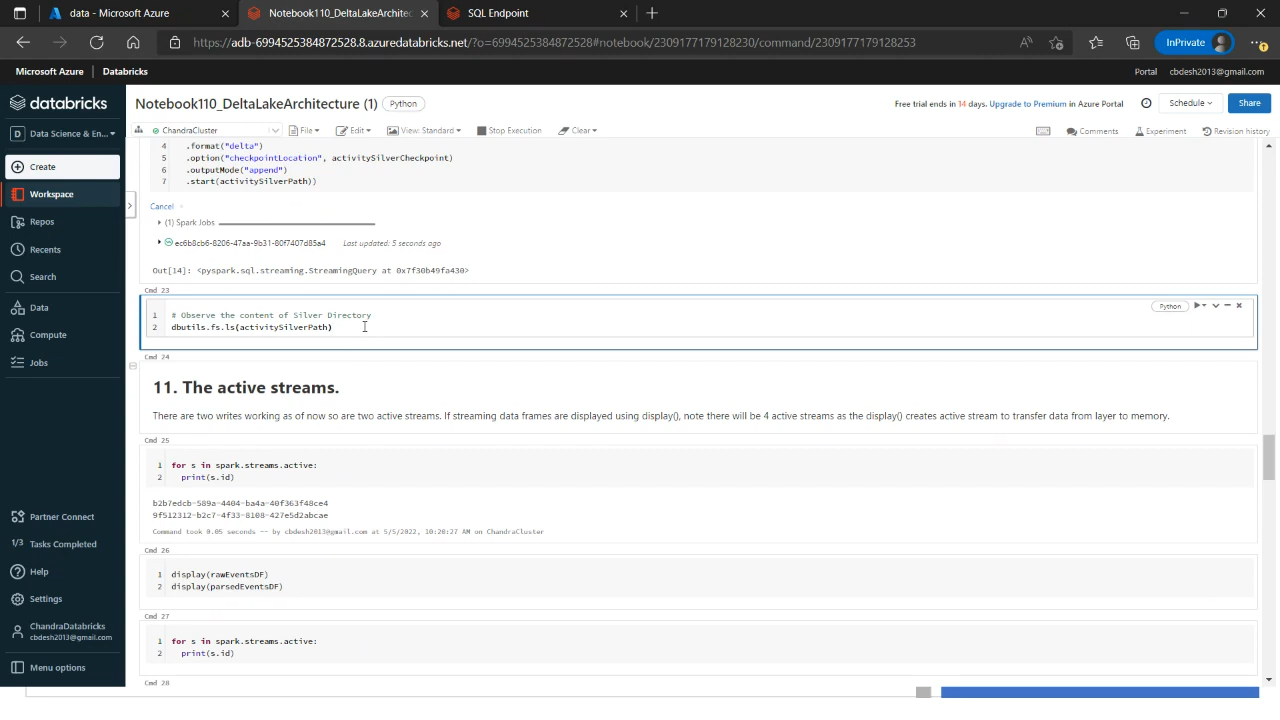 data - Microsoft Azure
Notebook110_DeltaLakeArchitec
SQL Endpoint
https://adb-6994525384872528.8.azuredatabricks.net/?o=6994525384872528#notebook/2309177179128230/command/2309177179128253
InPrivate
Microsoft Azure
Databricks
Portal
cbdesh2013@gmail.com
databricks
Notebook110_DeltaLakeArchitecture (1)
Python
Free trial ends in 14 days. Upgrade to Premium in Azure Portal
Schedule
Share
D
Data Science & En...
ChandraCluster
File
Edit
View: Standard
Stop Execution
Clear
Comments
Experiment
Revision history
Create
Workspace
Repos
Recents
Search
Data
Compute
Jobs
Partner Connect
1/3
Tasks Completed
Help
Settings
ChandraDatabricks
cbdesh2013@gmail.com
Menu options
4 .format("delta")
5 .option("checkpointLocation", activitySilverCheckpoint)
6 .outputMode("append")
7 .start(activitySilverPath))
Cancel
(1) Spark Jobs
ec6b8cb6-8206-47aa-9b31-80f7407d85a4 Last updated: 5 seconds ago
Out[14]: <pyspark.sql.streaming.StreamingQuery at 0x7f30b49fa430>
Cmd 23
Python
1 # Observe the content of Silver Directory
2 dbutils.fs.ls(activitySilverPath)
Cmd 24
11. The active streams.
There are two writes working as of now so are two active streams. If streaming data frames are displayed using display(), note there will be 4 active streams as the display() creates active stream to transfer data from layer to memory.
Cmd 25
1 for s in spark.streams.active:
2 print(s.id)
b2b7edcb-589a-4404-ba4a-40f363f48ce4
9f512312-b2c7-4f33-8108-427e5d2abcae
Command took 0.05 seconds -- by cbdesh2013@gmail.com at 5/5/2022, 10:20:27 AM on ChandraCluster
Cmd 26
1 display(rawEventsDF)
2 display(parsedEventsDF)
Cmd 27
1 for s in spark.streams.active:
2 print(s.id)
Cmd 28